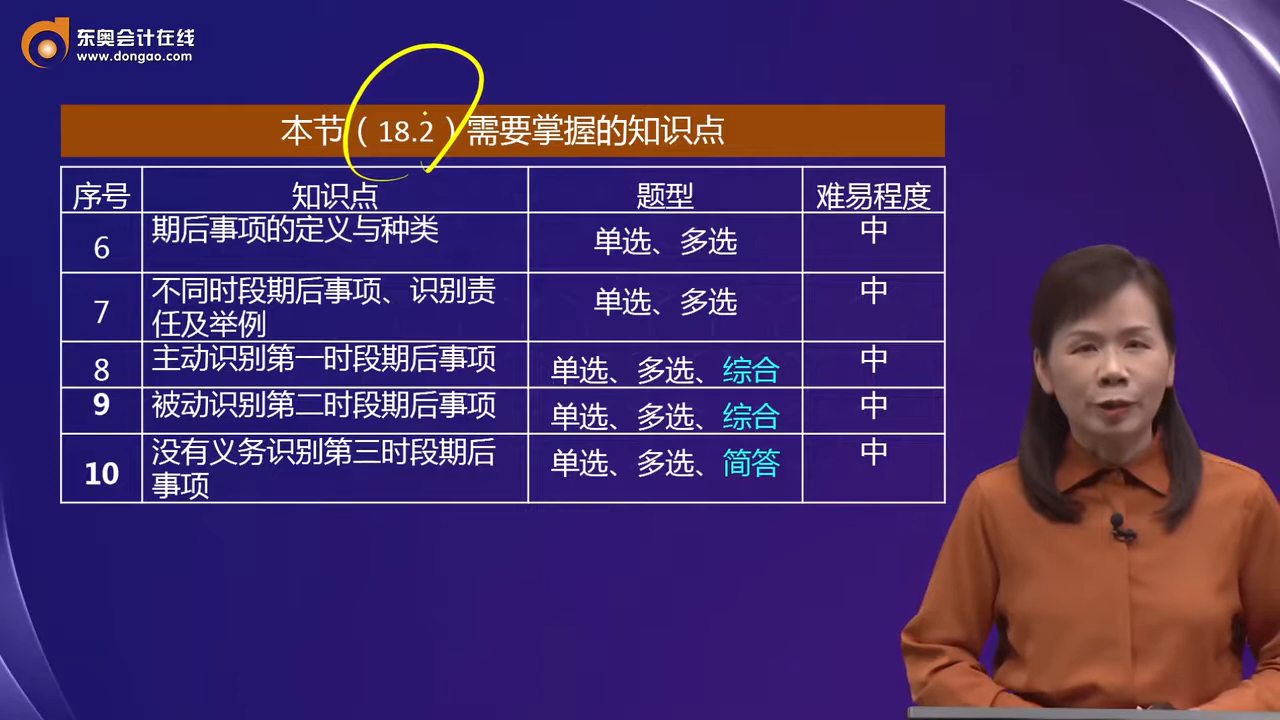 东奥会计在线
www.dongao.com
本节（18.2）需要掌握的知识点
序号 知识点 题型 难易程度
6 期后事项的定义与种类 单选、多选 中
7 不同时段期后事项、识别责 单选、多选 中
任及举例
8 主动识别第一时段期后事项 单选、多选、综合 中
9 被动识别第二时段期后事项 单选、多选、综合 中
10 没有义务识别第三时段期后 单选、多选、简答 中
事项